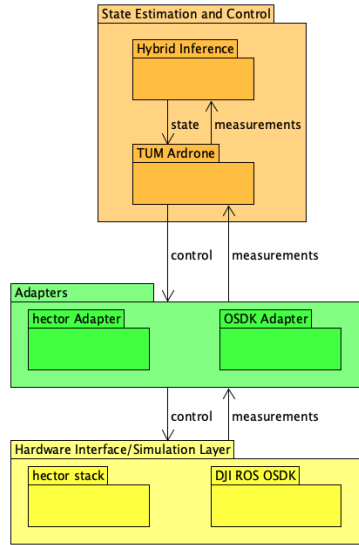 State Estimation and Control
Hybrid Inference
state measurements
TUM Ardrone
control measurements
Adapters
hector Adapter OSDK Adapter
control measurements
Hardware Interface/Simulation Layer
hector stack DJI ROS OSDK